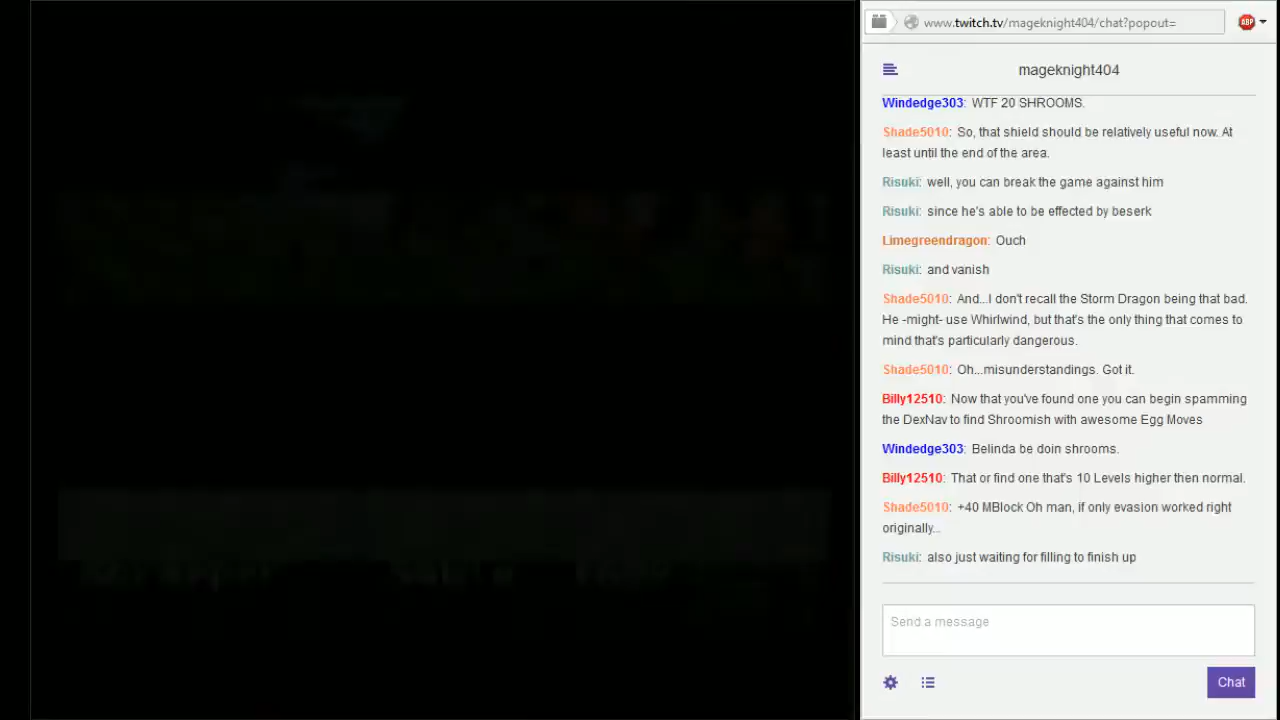 www.twitch.tv/mageknight404/chat?popout=
ABP
mageknight404
Windedge303: WTF 20 SHROOMS.
Shade5010: So, that shield should be relatively useful now. At
least until the end of the area.
Risuki: well, you can break the game against him
Risuki: since he's able to be effected by beserk
Limegreendragon: Ouch
Risuki: and vanish
Shade5010: And...I don't recall the Storm Dragon being that bad.
He -might- use Whirlwind, but that's the only thing that comes to
mind that's particularly dangerous.
Shade5010: Oh...misunderstandings. Got it.
Billy12510: Now that you've found one you can begin spamming
the DexNav to find Shroomish with awesome Egg Moves
Windedge303: Belinda be doin shrooms.
Billy12510: That or find one that's 10 Levels higher then normal.
Shade5010: +40 MBlock Oh man, if only evasion worked right
originally...
Risuki: also just waiting for filling to finish up
Send a message
Chat